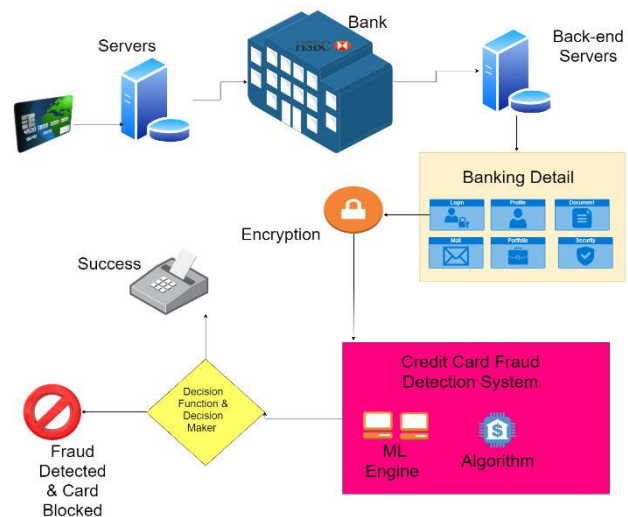 Servers
Bank
HSBC
Back-end
Servers
Banking Detail
Login
Profile
Document
Mail
Portfolio
Security
Encryption
Success
Credit Card Fraud
Detection System
ML
Engine
Algorithm
Decision
Function &
Decision
Maker
Fraud
Detected
& Card
Blocked